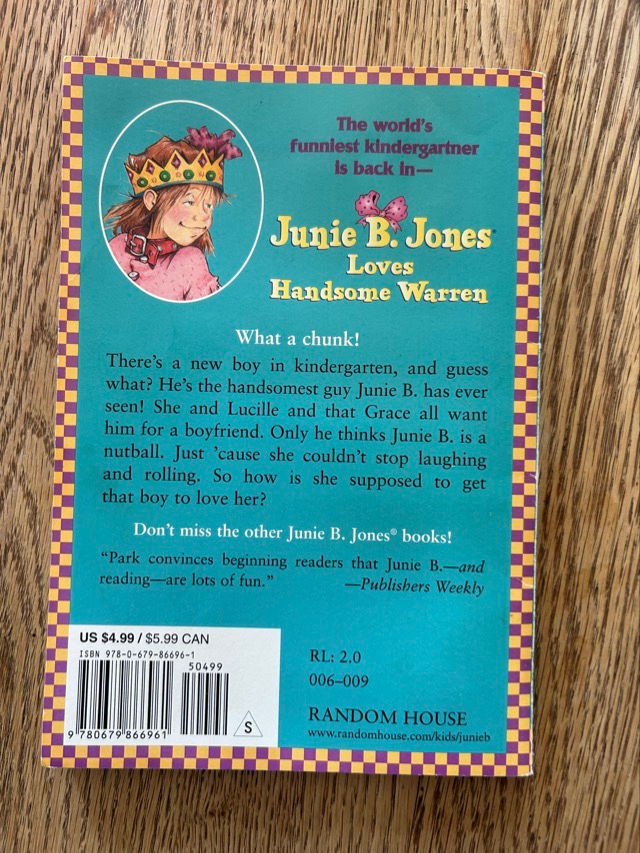 The world's
funniest kindergartner
is back in—
Junie B. Jones®
Loves
Handsome Warren
What a chunk!
There's a new boy in kindergarten, and guess
what? He's the handsomest guy Junie B. has ever
seen! She and Lucille and that Grace all want
him for a boyfriend. Only he thinks Junie B. is a
nutball. Just 'cause she couldn't stop laughing
and rolling. So how is she supposed to get
that boy to love her?
Don't miss the other Junie B. Jones® books!
“Park convinces beginning readers that Junie B.—and
reading—are lots of fun.” —Publishers Weekly
US $4.99 / $5.99 CAN
ISBN 978-0-679-86696-1
50499
9 780679 866961
S
RL: 2.0
006–009
RANDOM HOUSE
www.randomhouse.com/kids/junieb